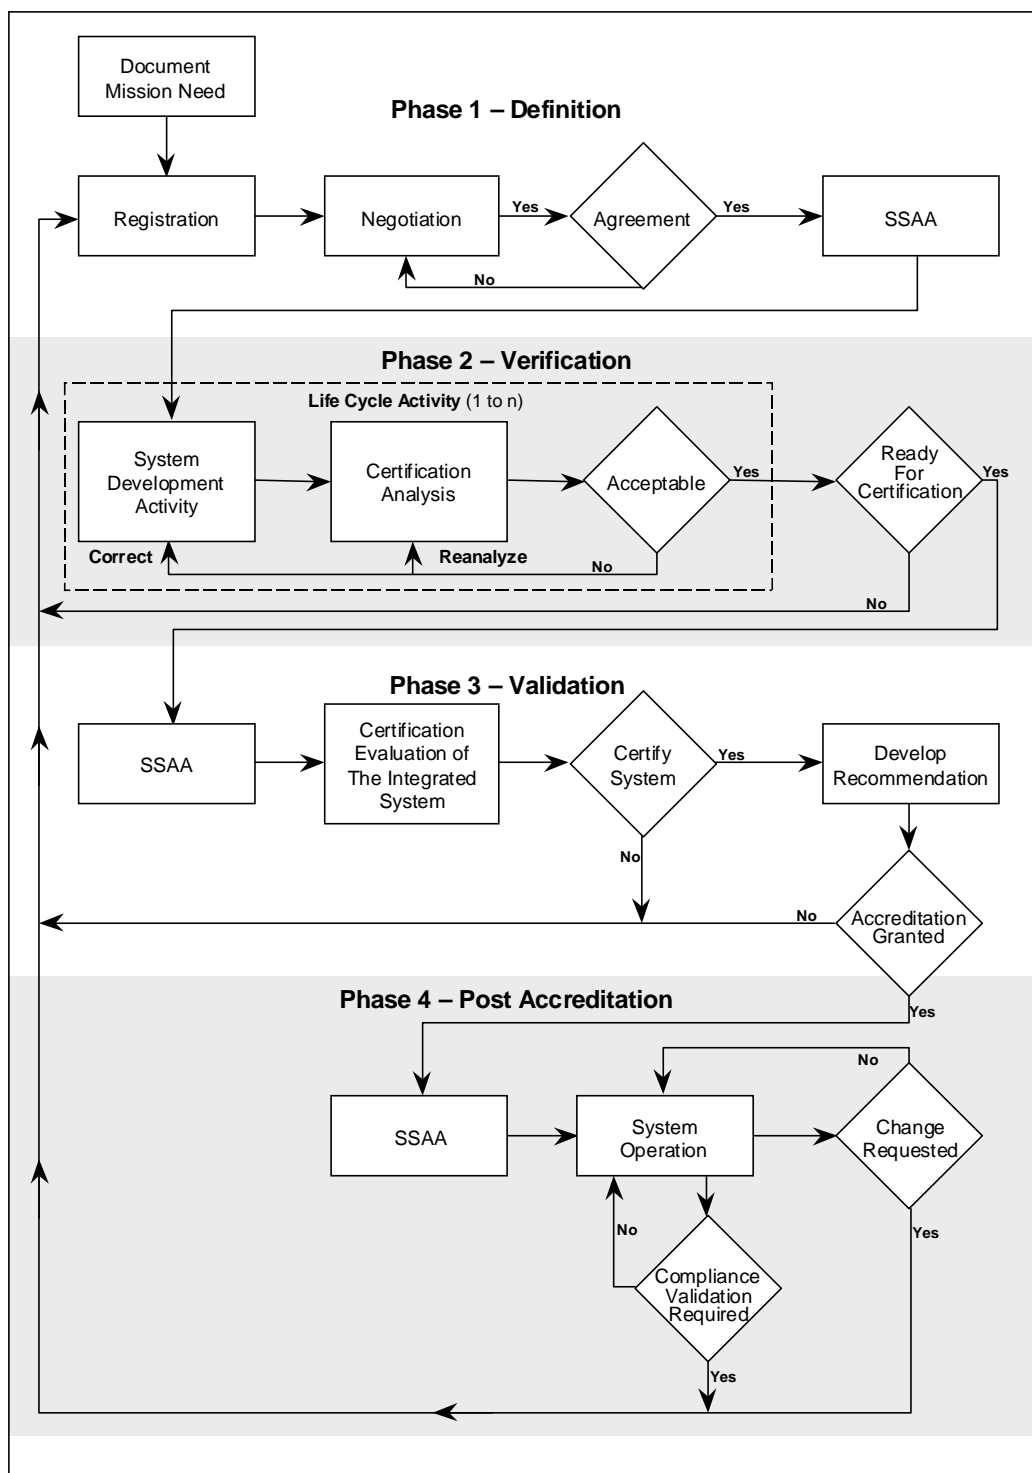 Document
Mission Need
Phase 1 – Definition
Registration
Negotiation
Yes
Agreement
Yes
SSAA
No
Phase 2 – Verification
Life Cycle Activity (1 to n)
System
Development
Activity
Certification
Analysis
Acceptable
Yes
Ready
For
Certification
Yes
Correct
Reanalyze
No
No
Phase 3 – Validation
SSAA
Certification
Evaluation of
The Integrated
System
Certify
System
Yes
Develop
Recommendation
No
No
Accreditation
Granted
Yes
Phase 4 – Post Accreditation
No
SSAA
System
Operation
Change
Requested
No
Yes
Compliance
Validation
Required
Yes